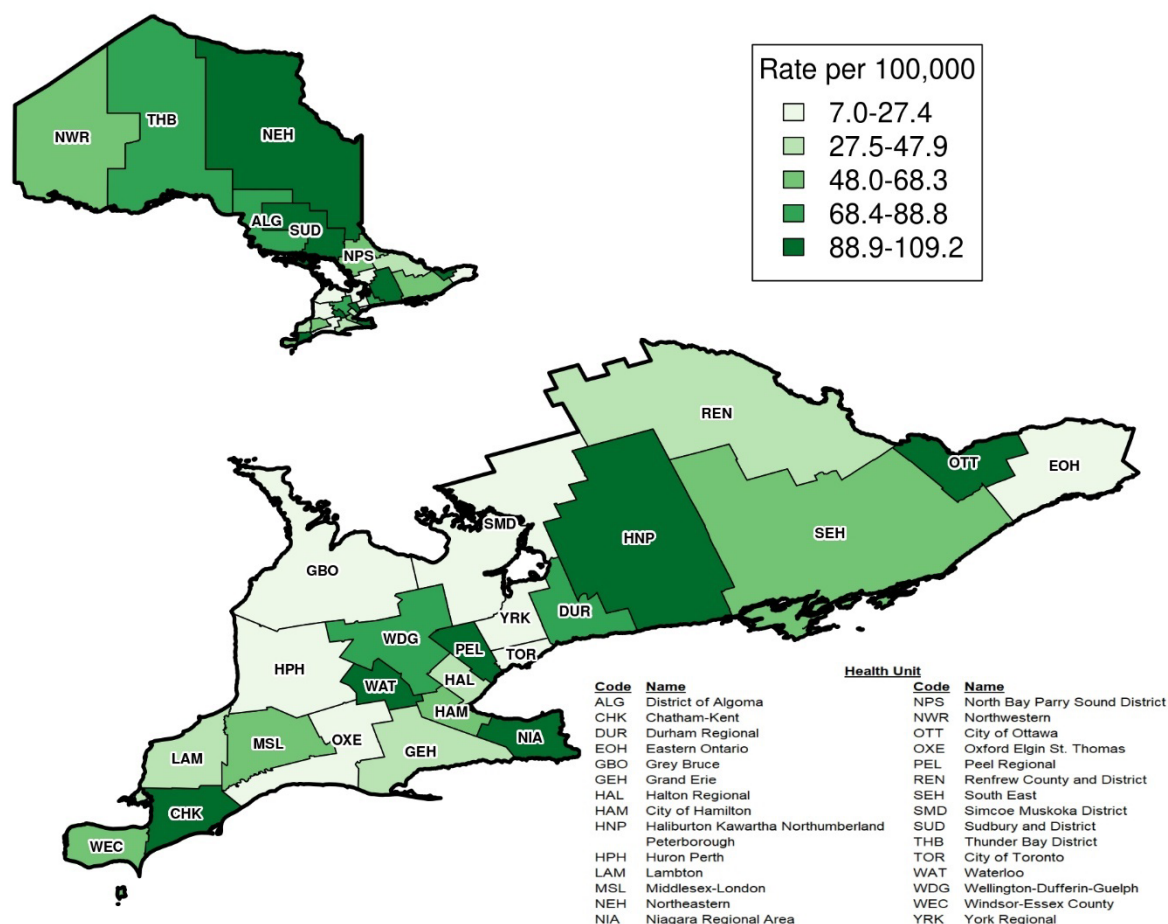 Rate per 100,000
7.0-27.4
27.5-47.9
48.0-68.3
68.4-88.8
88.9-109.2
NWR
THB
NEH
ALG
SUD
NPS
REN
OTT
EOH
SMD
HNP
SEH
GBO
YRK
DUR
WDG
PEL
TOR
HPH
HAL
WAT
HAM
NIA
MSL
OXE
GEH
LAM
CHK
WEC
Health Unit
Code Name Code Name
ALG District of Algoma NPS North Bay Parry Sound District
CHK Chatham-Kent NWR Northwestern
DUR Durham Regional OTT City of Ottawa
EOH Eastern Ontario OXE Oxford Elgin St. Thomas
GBO Grey Bruce PEL Peel Regional
GEH Grand Erie REN Renfrew County and District
HAL Halton Regional SEH South East
HAM City of Hamilton SMD Simcoe Muskoka District
HNP Haliburton Kawartha Northumberland SUD Sudbury and District
Peterborough THB Thunder Bay District
HPH Huron Perth TOR City of Toronto
LAM Lambton WAT Waterloo
MSL Middlesex-London WDG Wellington-Dufferin-Guelph
NEH Northeastern WEC Windsor-Essex County
NIA Niagara Regional Area YRK York Regional